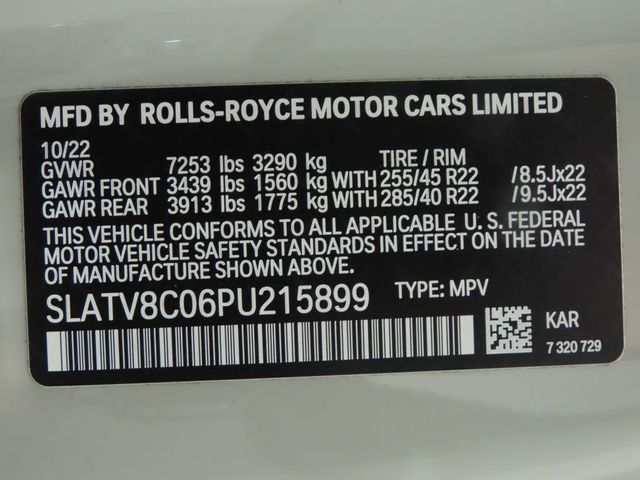 MFD BY ROLLS-ROYCE MOTOR CARS LIMITED
10/22
GVWR 7253 lbs 3290 kg TIRE / RIM
GAWR FRONT 3439 lbs 1560 kg WITH 255/45 R22 /8.5Jx22
GAWR REAR 3913 lbs 1775 kg WITH 285/40 R22 /9.5Jx22
THIS VEHICLE CONFORMS TO ALL APPLICABLE U.S. FEDERAL
MOTOR VEHICLE SAFETY STANDARDS IN EFFECT ON THE DATE
OF MANUFACTURE SHOWN ABOVE.
SLATV8C06PU215899 TYPE: MPV
KAR
7 320 729